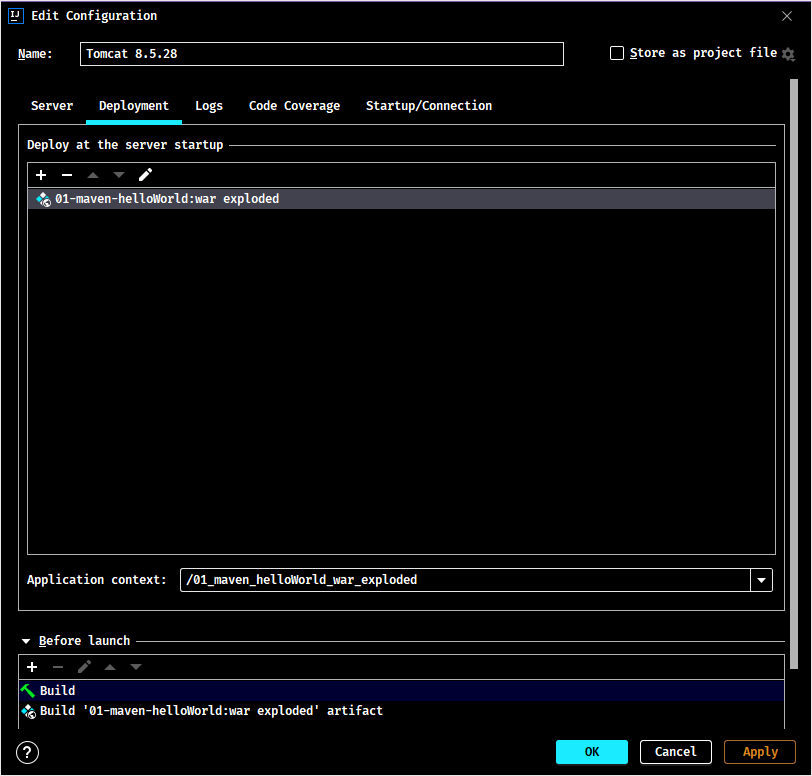 Edit Configuration
Name: Tomcat 8.5.28 Store as project file
Server Deployment Logs Code Coverage Startup/Connection
Deploy at the server startup
01-maven-helloWorld:war exploded
Application context: /01_maven_helloWorld_war_exploded
Before launch
Build
Build '01-maven-helloWorld:war exploded' artifact
? OK Cancel Apply